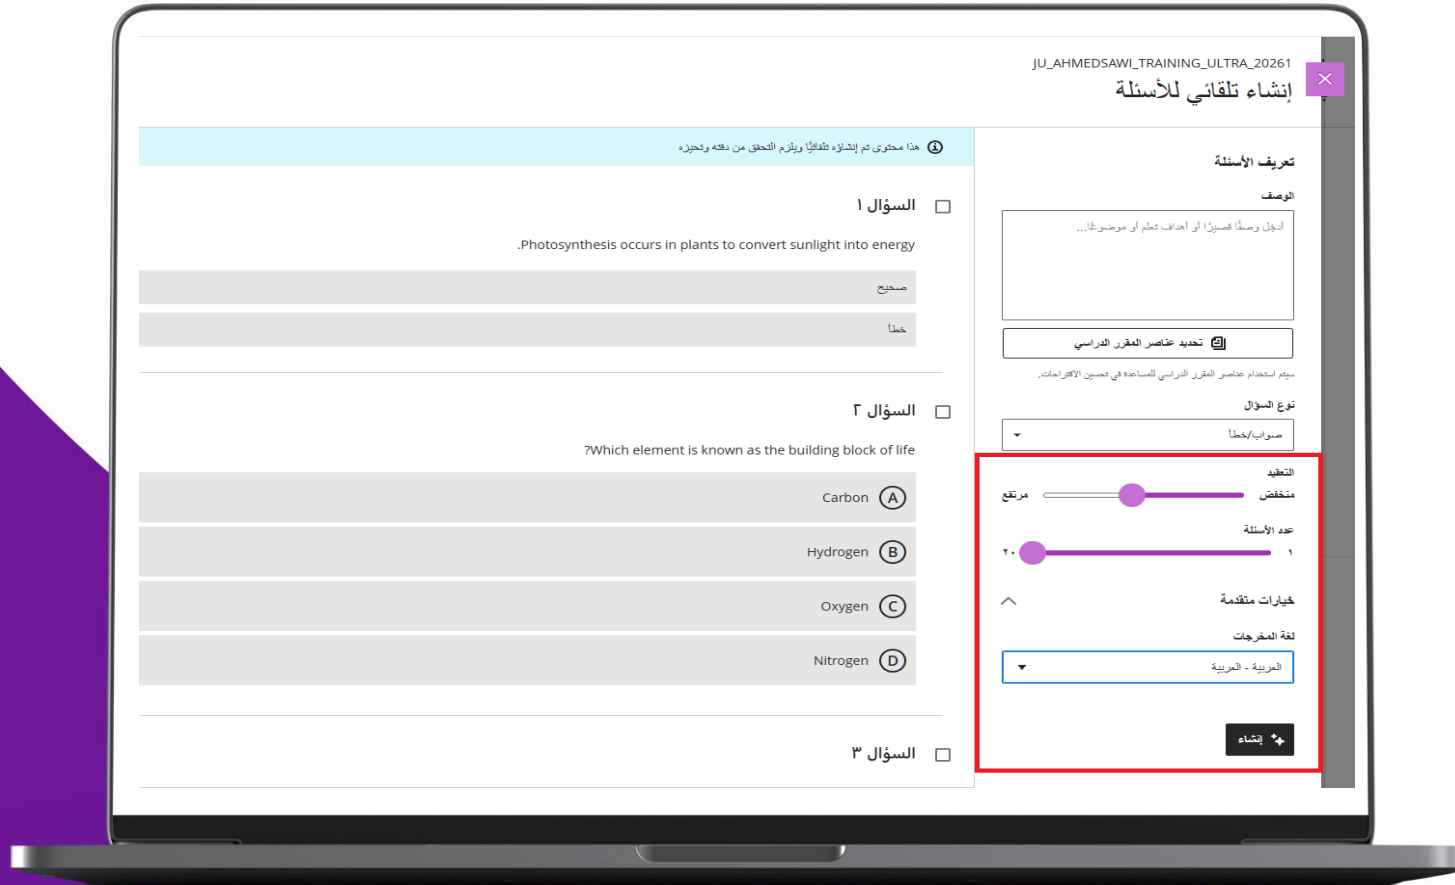 JU_AHMEDSAWI_TRAINING_ULTRA_20261
إنشاء تلقائي للأسئلة
تعريف الأسئلة
الوصف
أدخل وصفًا قصيرًا أو أهداف تعلم أو موضوعًا...
تحديد عناصر المقرر الدراسي
سيتم استخدام عناصر المقرر الدراسي للمساعدة في تحسين الاقتراحات.
نوع السؤال
صواب/خطأ
التعقيد
منخفض مرتفع
عدد الأسئلة
١ ٢٠
خيارات متقدمة
لغة المخرجات
العربية - العربية
إنشاء
هذا محتوى تم إنشاؤه تلقائيًا ويلزم التحقق من دقته وتحيزه
السؤال ١
.Photosynthesis occurs in plants to convert sunlight into energy
صحيح
خطأ
السؤال ٢
?Which element is known as the building block of life
A Carbon
B Hydrogen
C Oxygen
D Nitrogen
السؤال ٣